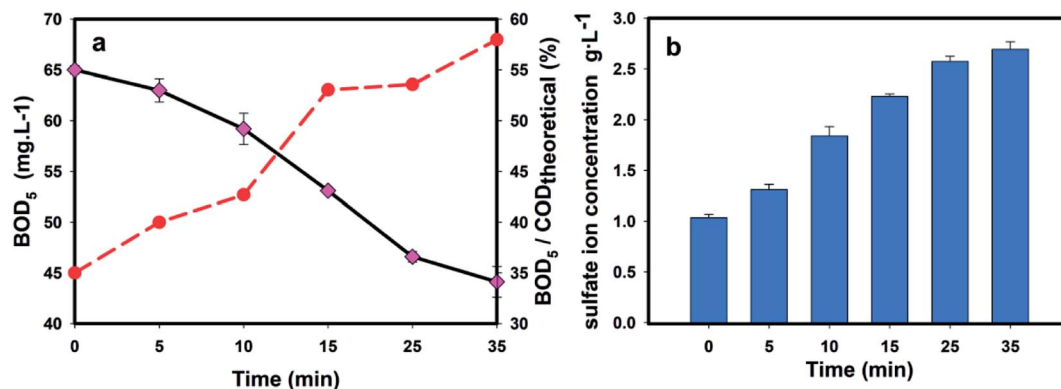 a
BOD5 (mg.L-1)
70
65
60
55
50
45
40
60
55
50
45
40
35
30
BOD5 / CODtheoretical (%)
0 5 10 15 25 35
Time (min)
b
sulfate ion concentration g·L-1
3.0
2.5
2.0
1.5
1.0
0.5
0.0
0 5 10 15 25 35
Time (min)